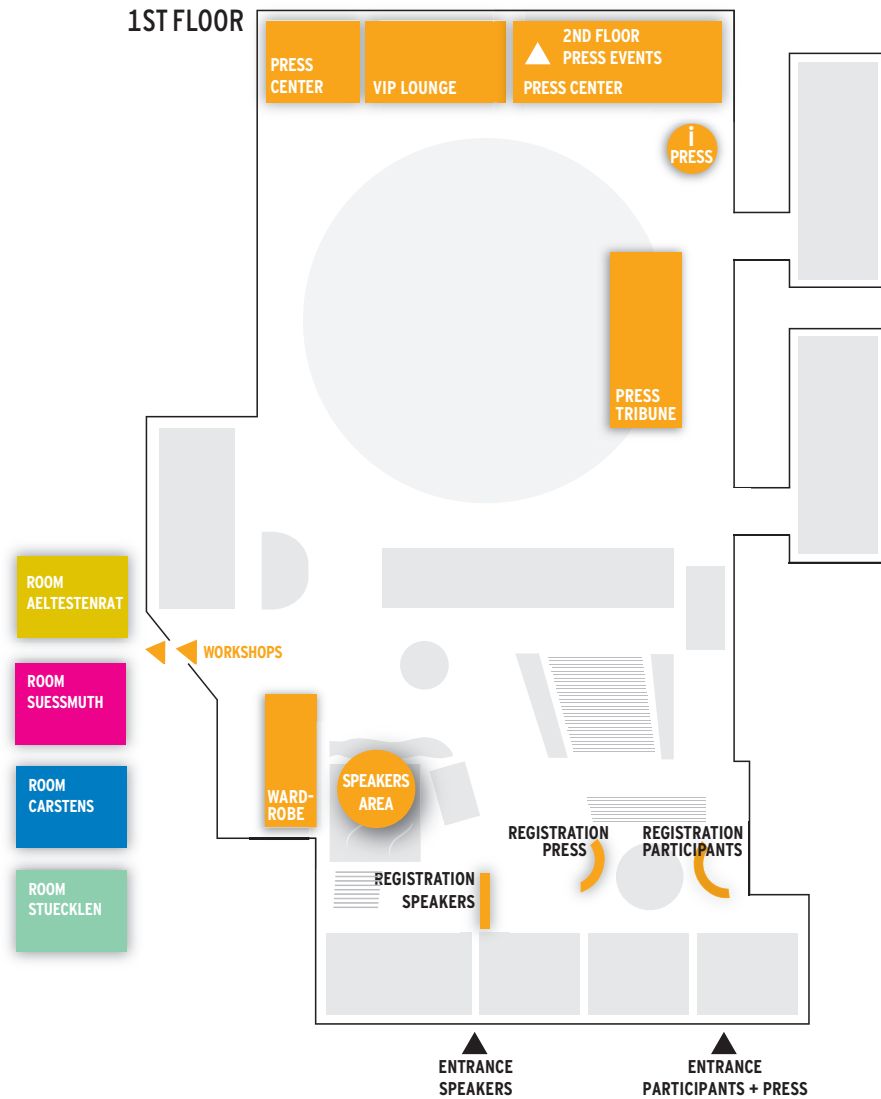 1ST FLOOR
PRESS
CENTER
VIP LOUNGE
2ND FLOOR
PRESS EVENTS
PRESS CENTER
i
PRESS
PRESS
TRIBUNE
ROOM
AELTESTENRAT
WORKSHOPS
ROOM
SUESSMUTH
ROOM
CARSTENS
ROOM
STUECKLEN
WARD-
ROBE
SPEAKERS
AREA
REGISTRATION
PRESS
REGISTRATION
PARTICIPANTS
REGISTRATION
SPEAKERS
ENTRANCE
SPEAKERS
ENTRANCE
PARTICIPANTS + PRESS